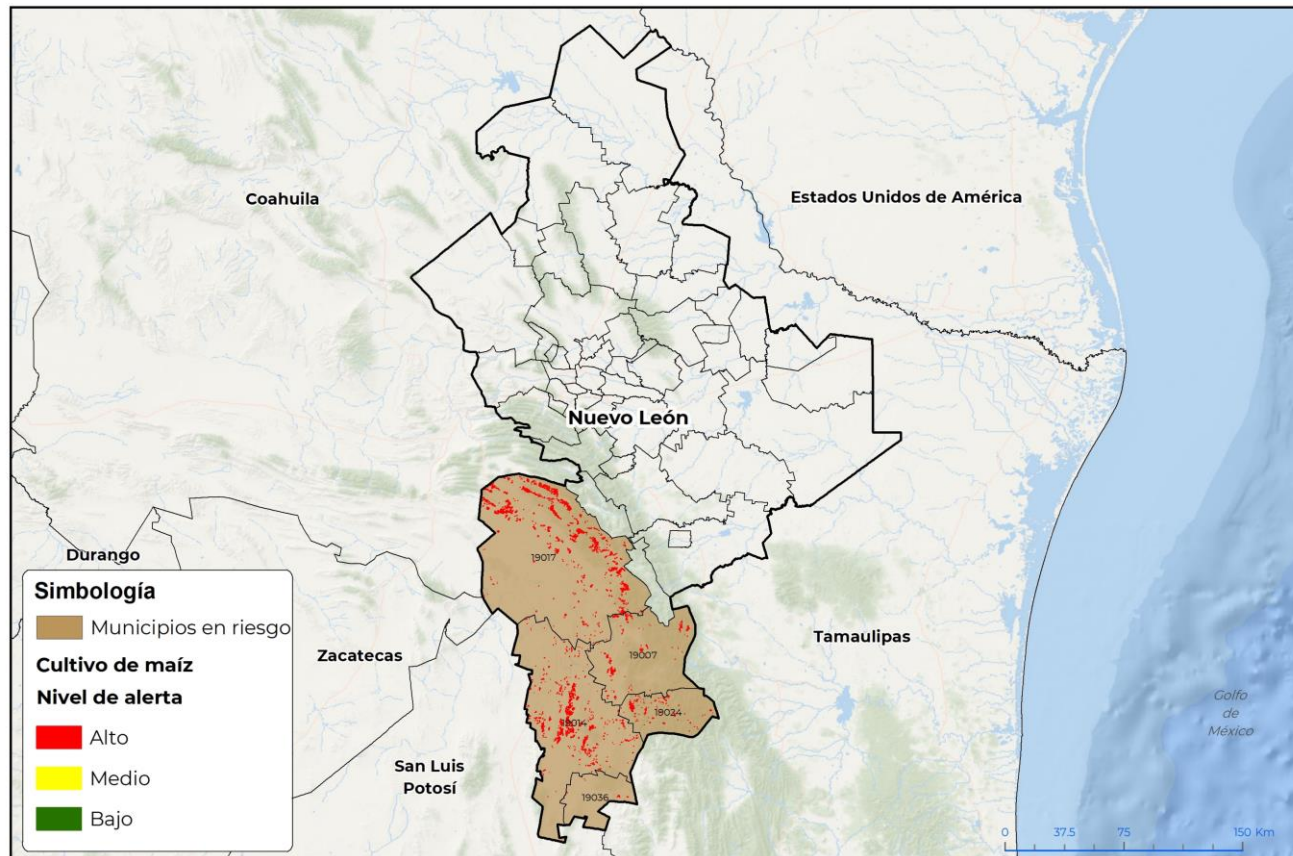 Coahuila
Estados Unidos de América
Nuevo León
Durango
19017
Simbología
Municipios en riesgo
Cultivo de maíz
Nivel de alerta
Alto
Medio
Bajo
Zacatecas
Tamaulipas
19007
19024
19014
San Luis
Potosí
19036
Golfo
de
México
0 37.5 75 150 Km